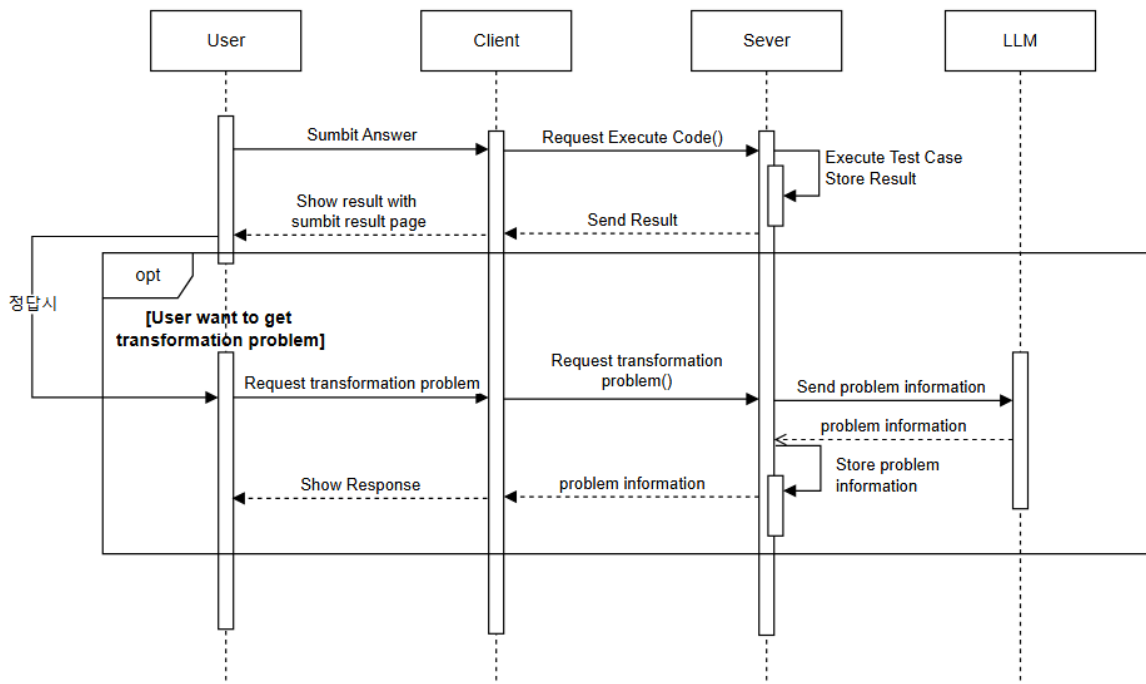 User
Client
Sever
LLM
Sumbit Answer
Request Execute Code()
Execute Test Case
Store Result
Show result with
sumbit result page
Send Result
opt
정답시
[User want to get
transformation problem]
Request transformation problem
Request transformation
problem()
Send problem information
problem information
Store problem
information
Show Response
problem information